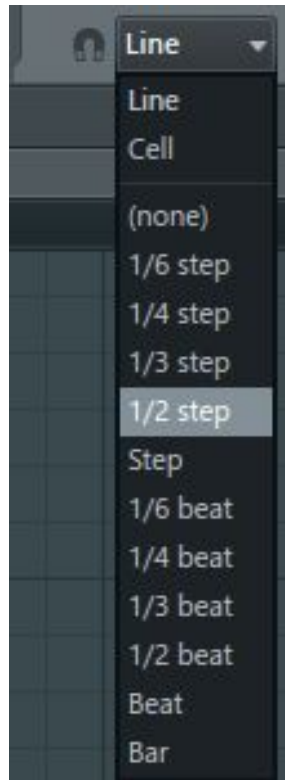 Line
Line
Cell
(none)
1/6 step
1/4 step
1/3 step
1/2 step
Step
1/6 beat
1/4 beat
1/3 beat
1/2 beat
Beat
Bar